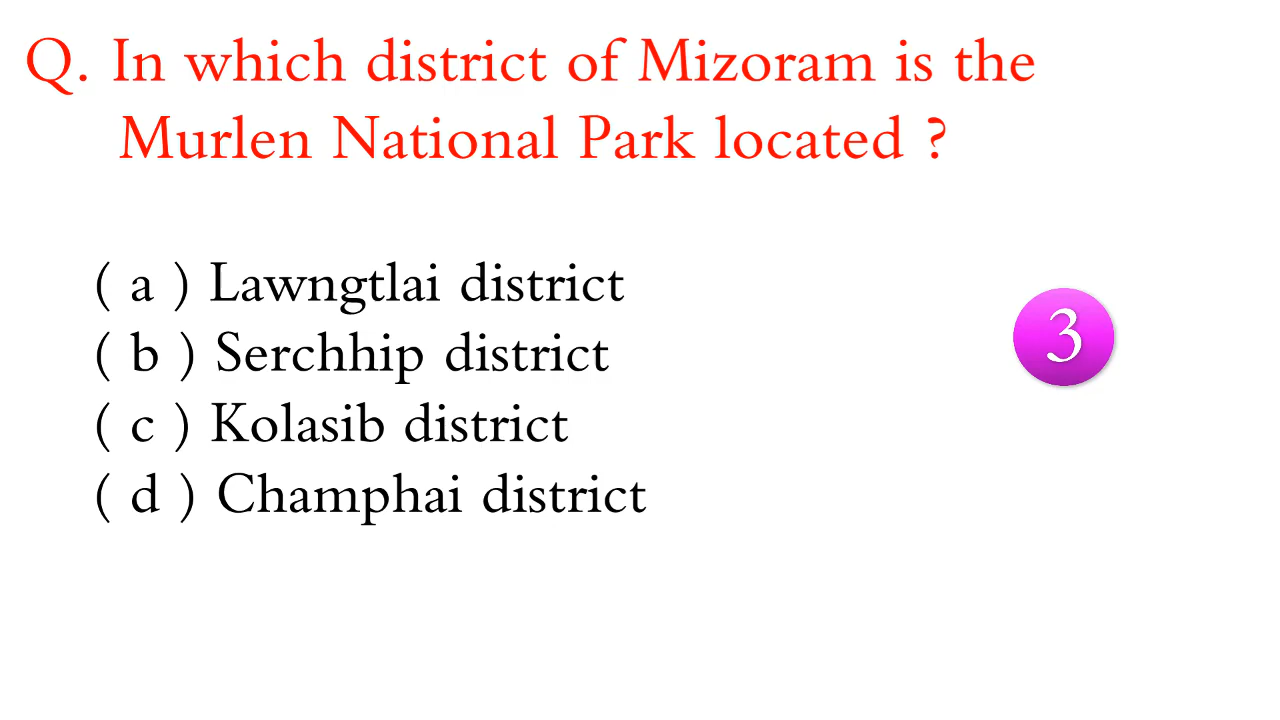 Q. In which district of Mizoram is the
Murlen National Park located ?
( a ) Lawngtlai district
( b ) Serchhip district
3
( c ) Kolasib district
( d ) Champhai district